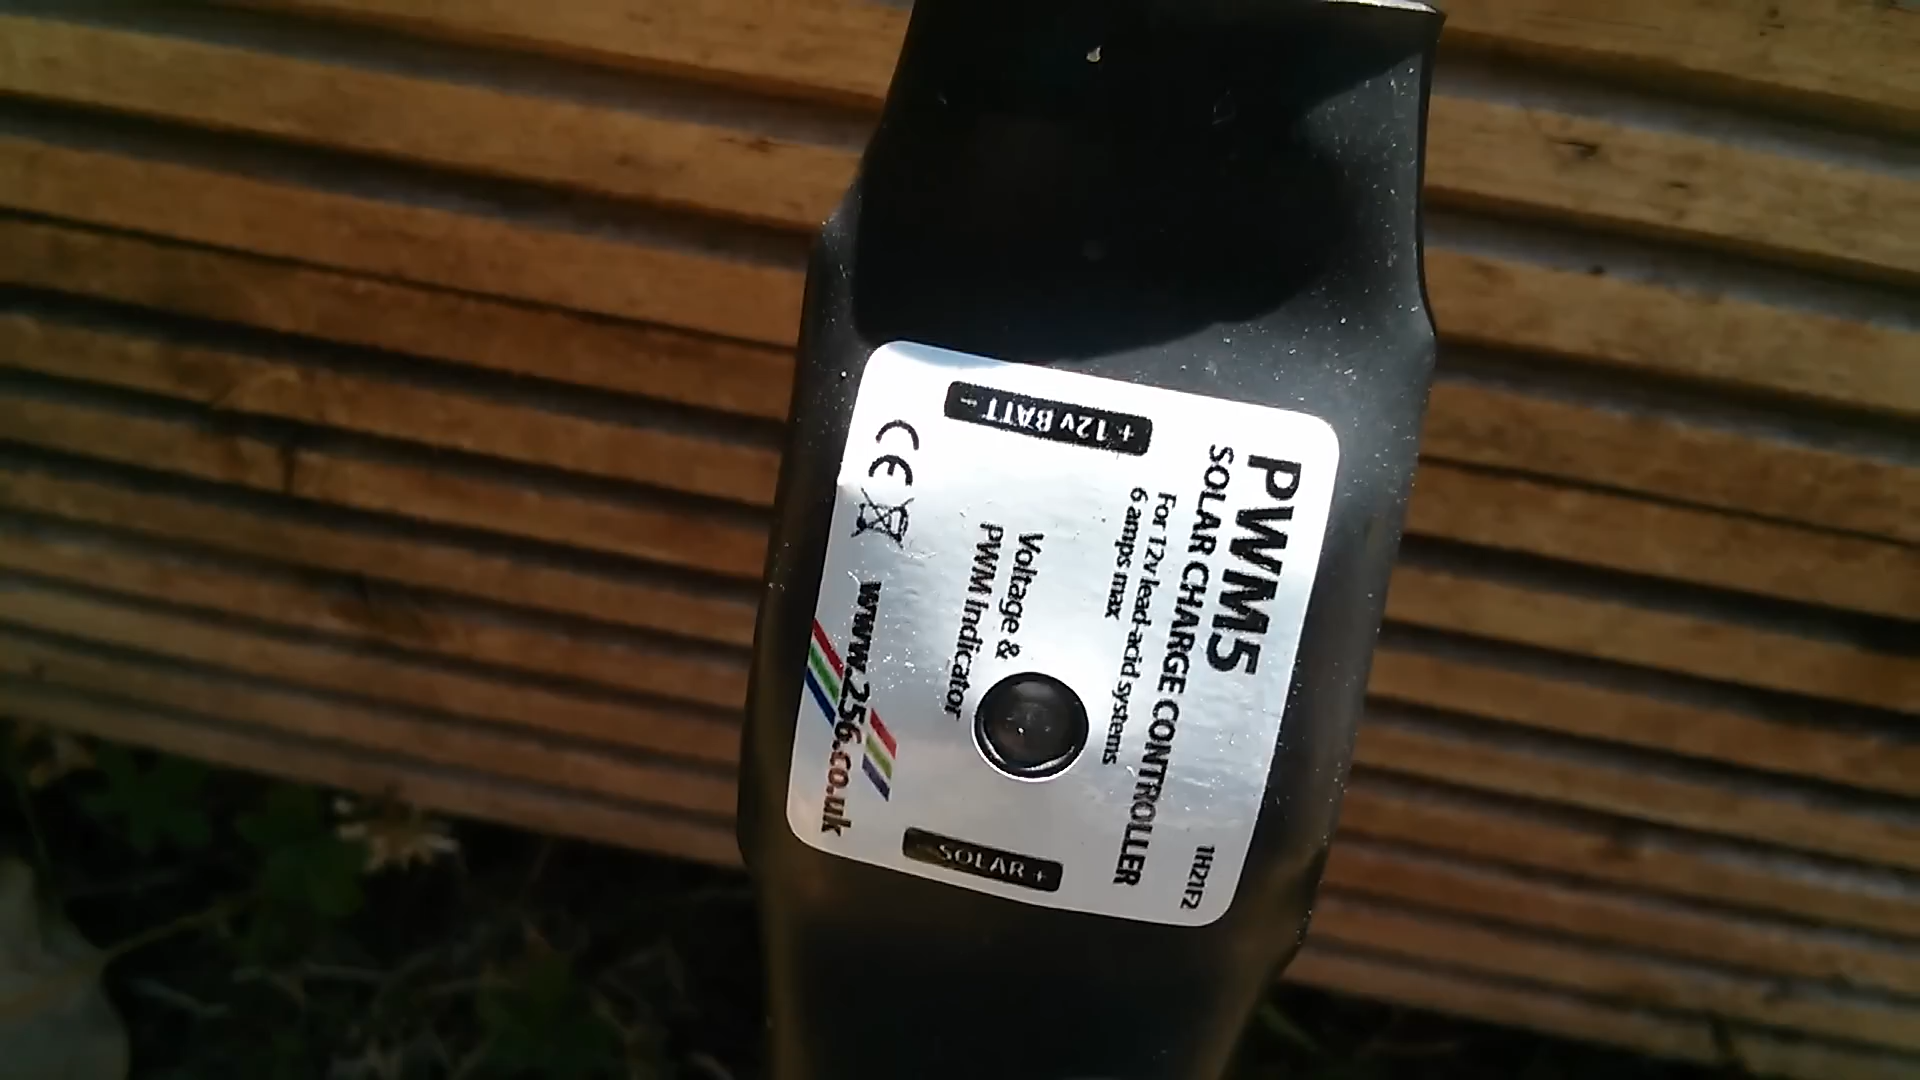 PWM5
SOLAR CHARGE CONTROLLER
1H21F2
For 12v lead-acid systems
6 amps max
+ 12v BATT -
Voltage &
PWM Indicator
- SOLAR +
CE
www.256.co.uk